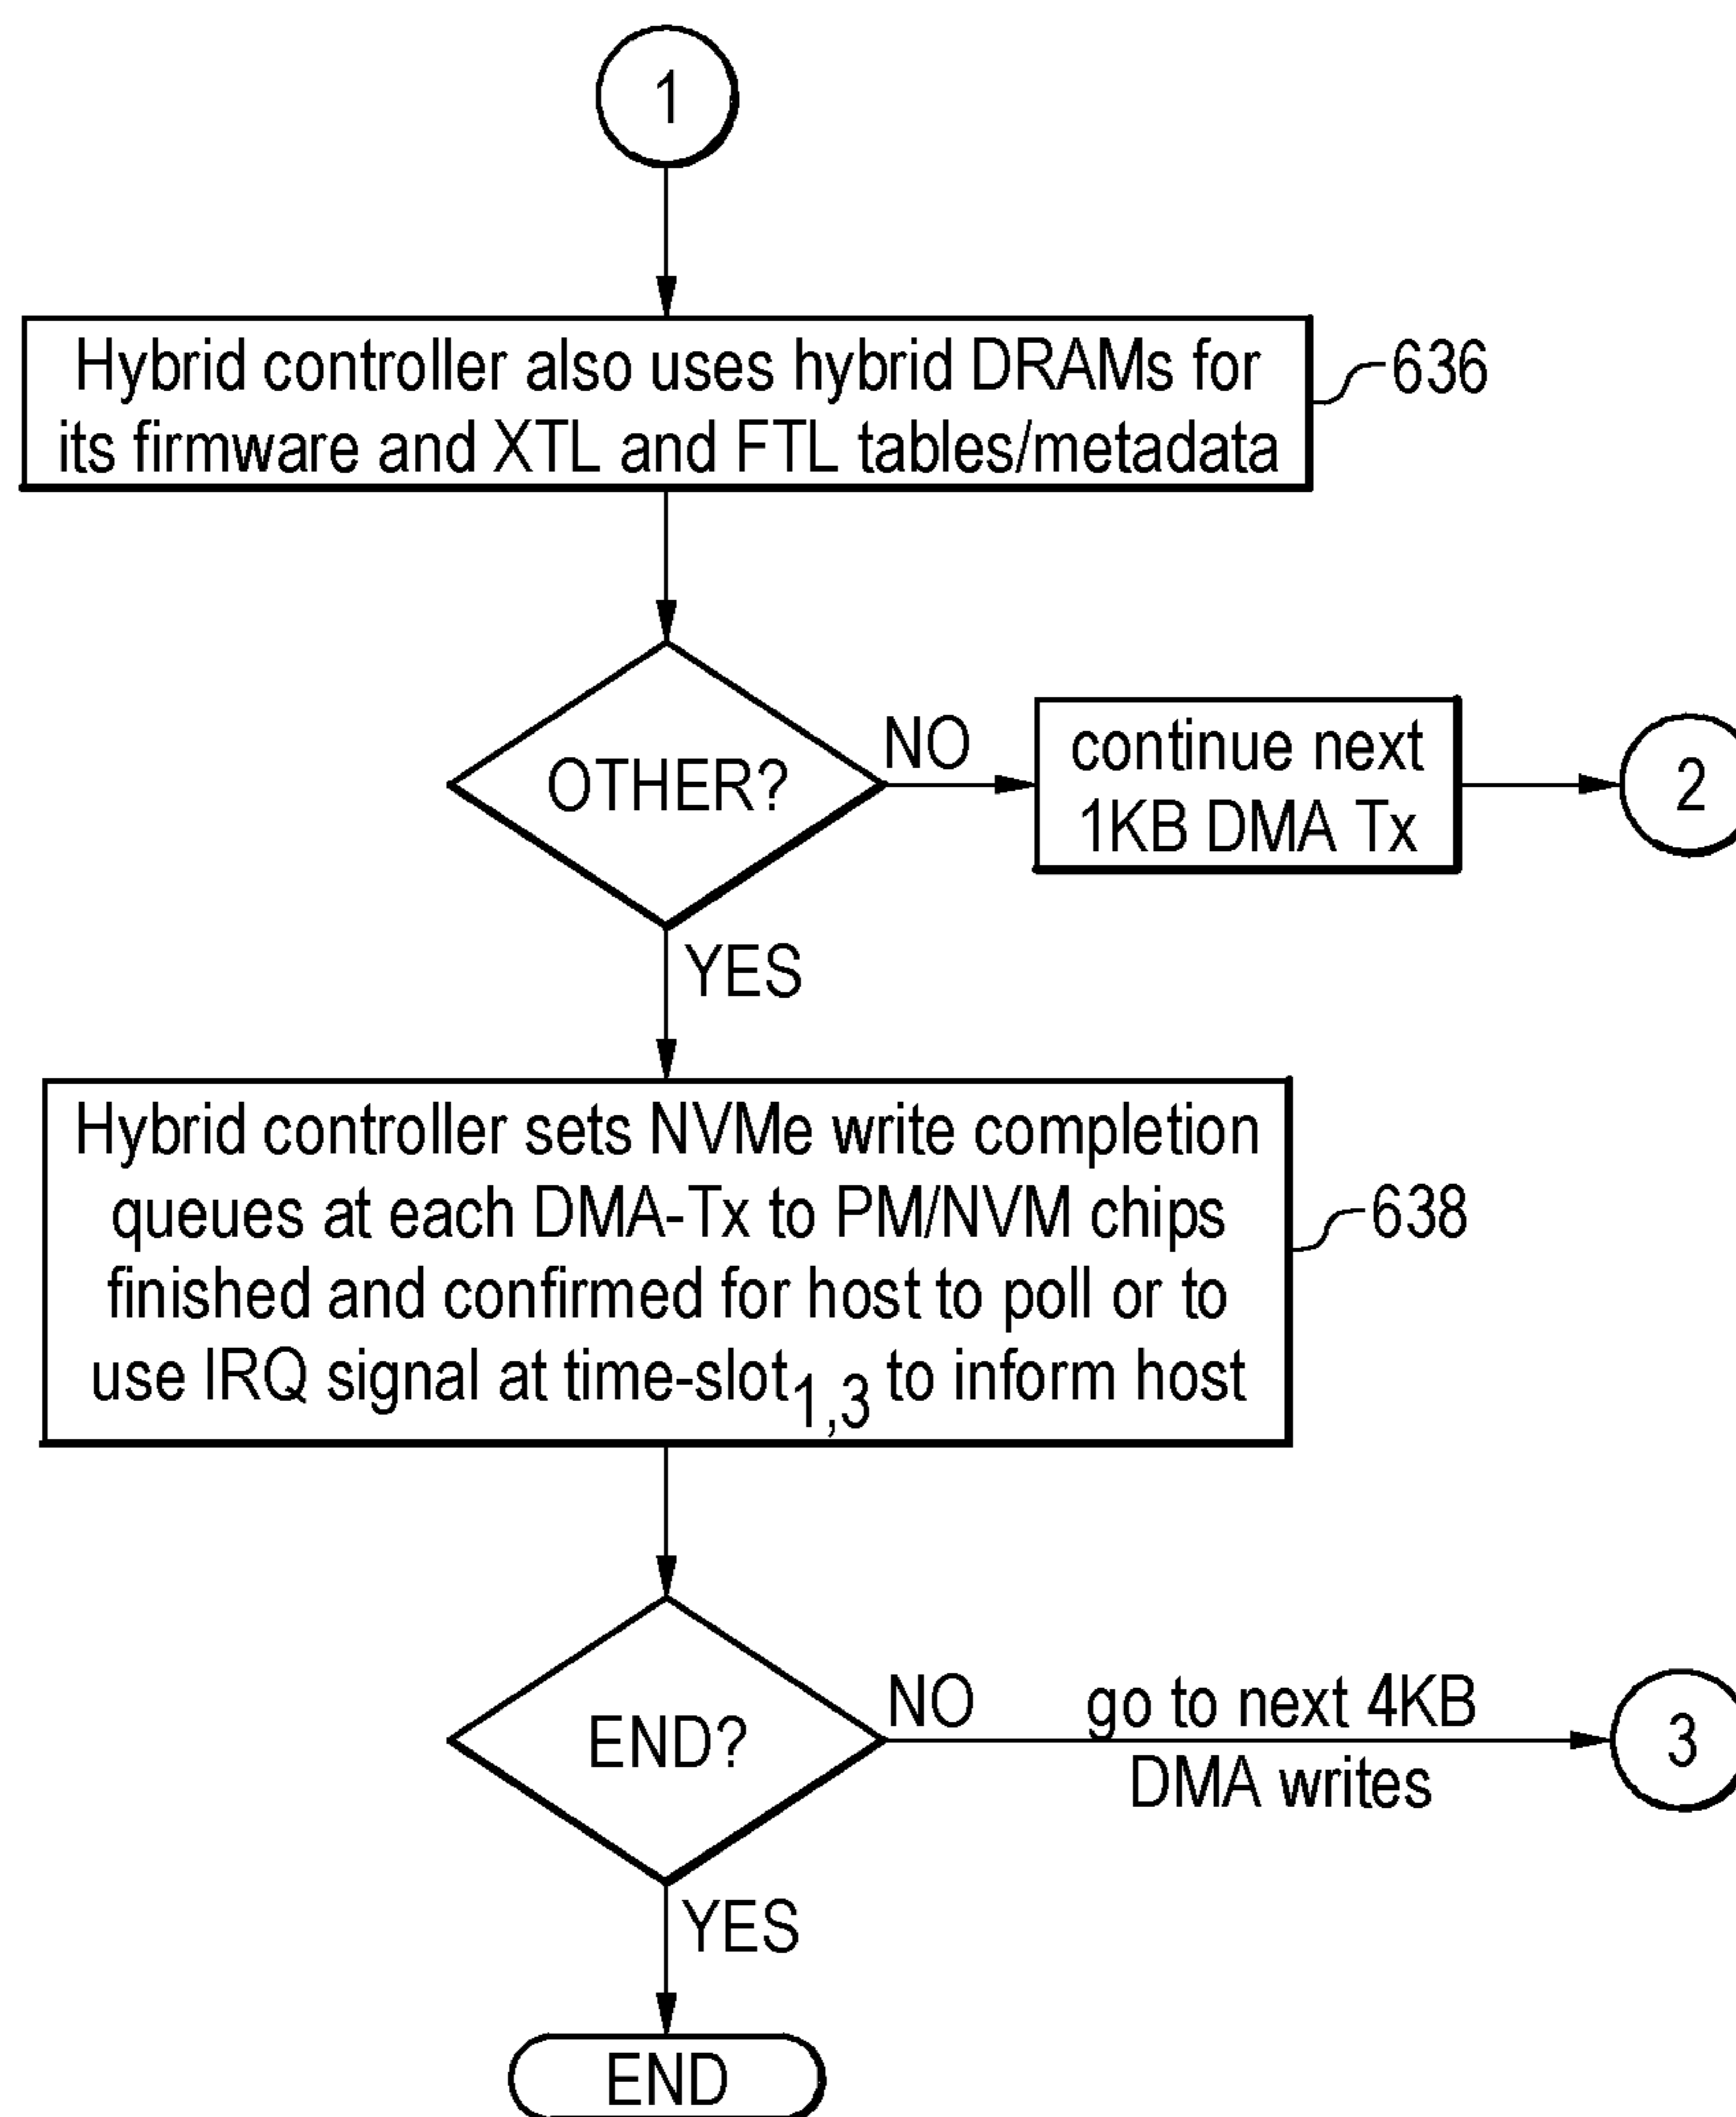 1
Hybrid controller also uses hybrid DRAMs for
its firmware and XTL and FTL tables/metadata
636
OTHER?
NO
continue next
1KB DMA Tx
2
YES
Hybrid controller sets NVMe write completion
queues at each DMA-Tx to PM/NVM chips
finished and confirmed for host to poll or to
use IRQ signal at time-slot1,3 to inform host
638
END?
NO
go to next 4KB
DMA writes
3
YES
END